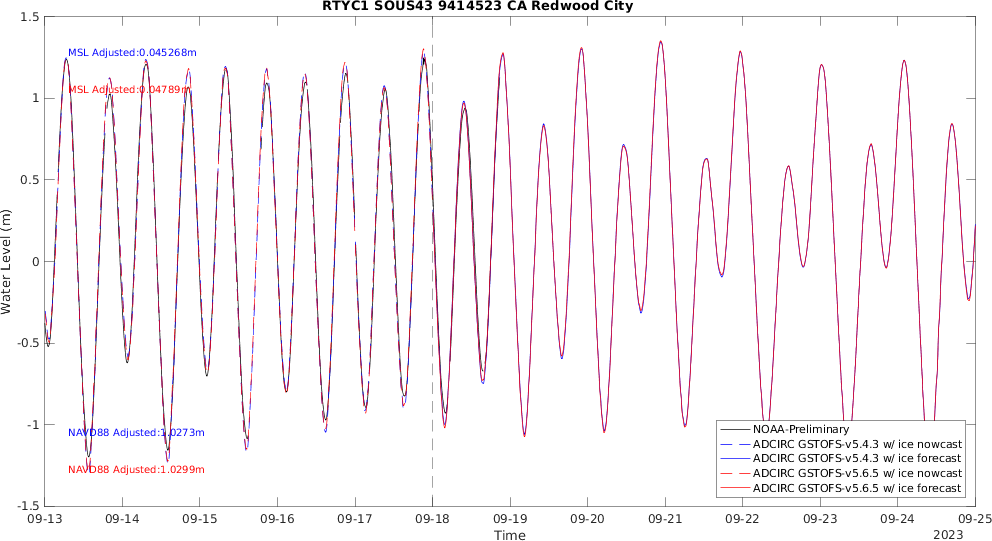 RTYC1 SOUS43 9414523 CA Redwood City
1.5
1
0.5
0
-0.5
-1
-1.5
Water Level (m)
MSL Adjusted:0.045268m
MSL Adjusted:0.04789m
NAVD88 Adjusted:1.0273m
NAVD88 Adjusted:1.0299m
NOAA-Preliminary
ADCIRC GSTOFS-v5.4.3 w/ ice nowcast
ADCIRC GSTOFS-v5.4.3 w/ ice forecast
ADCIRC GSTOFS-v5.6.5 w/ ice nowcast
ADCIRC GSTOFS-v5.6.5 w/ ice forecast
09-13 09-14 09-15 09-16 09-17 09-18 09-19 09-20 09-21 09-22 09-23 09-24 09-25
Time
2023